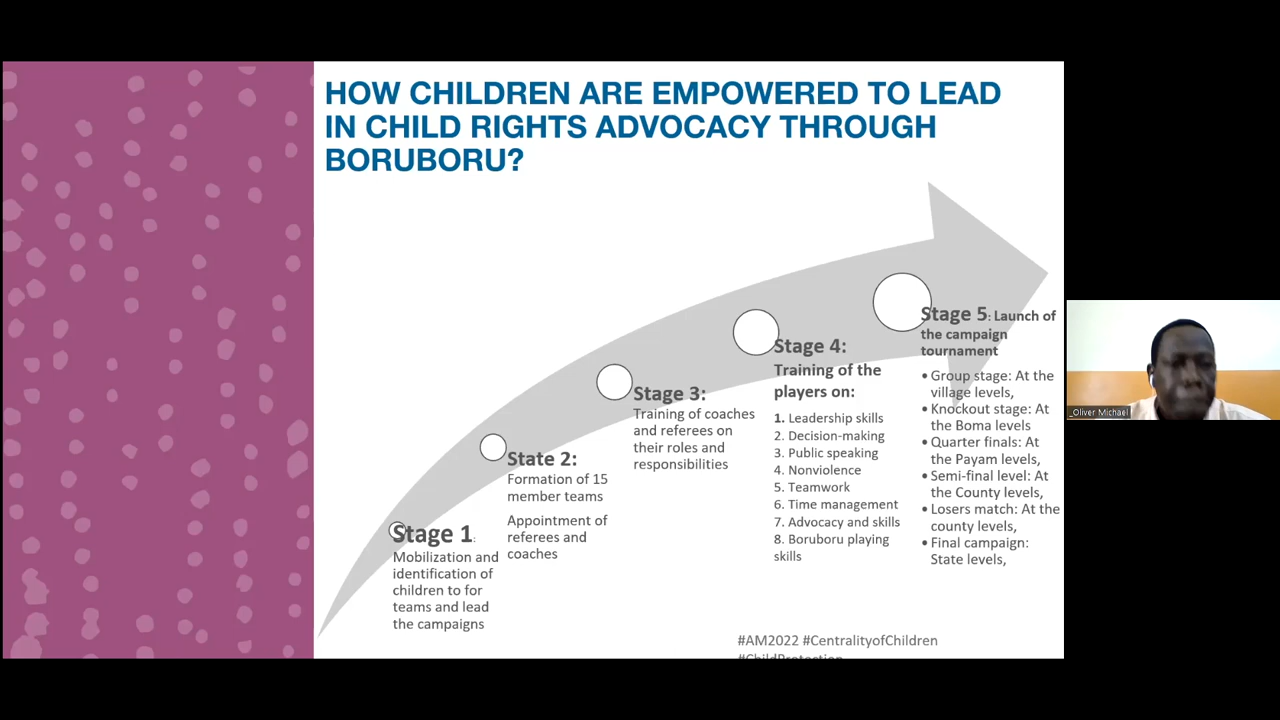 HOW CHILDREN ARE EMPOWERED TO LEAD
IN CHILD RIGHTS ADVOCACY THROUGH
BORUBORU?
Stage 1:
Mobilization and
identification of
children to for
teams and lead
the campaigns
State 2:
Formation of 15
member teams
Appointment of
referees and
coaches
Stage 3:
Training of coaches
and referees on
their roles and
responsibilities
Stage 4:
Training of the
players on:
1. Leadership skills
2. Decision-making
3. Public speaking
4. Nonviolence
5. Teamwork
6. Time management
7. Advocacy and skills
8. Boruboru playing
skills
Stage 5: Launch of
the campaign
tournament
• Group stage: At the
village levels,
• Knockout stage: At
the Boma levels
• Quarter finals: At
the Payam levels,
• Semi-final level: At
the County levels,
• Losers match: At the
county levels,
• Final campaign:
State levels,
#AM2022 #CentralityofChildren
#ChildProtection
_Oliver Michael